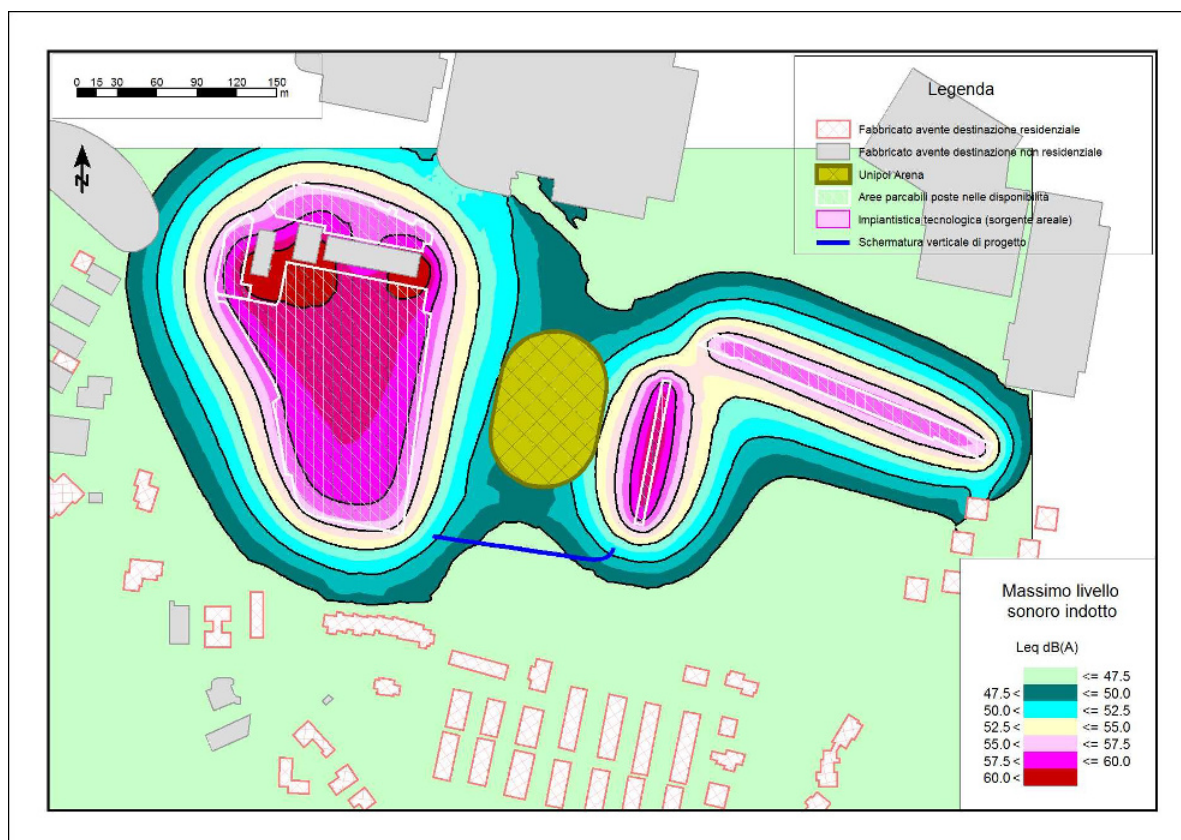 0 15 30 60 90 120 150
m
N
Legenda
Fabbricato avente destinazione residenziale
Fabbricato avente destinazione non residenziale
Unipol Arena
Aree parcabili poste nelle disponibilità
Impiantistica tecnologica (sorgente areale)
Schermatura verticale di progetto
Massimo livello
sonoro indotto
Leq dB(A)
<= 47.5
47.5 < <= 50.0
50.0 < <= 52.5
52.5 < <= 55.0
55.0 < <= 57.5
57.5 < <= 60.0
60.0 <